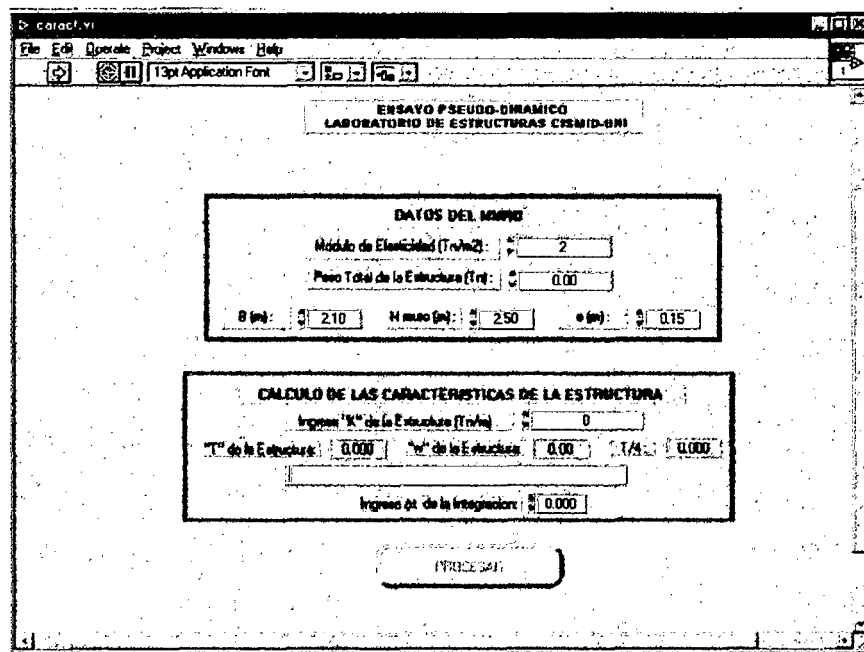 caract.vi
File Edit Operate Project Windows Help
13pt Application Font
1
ENSAYO PSEUDO-DINAMICO
LABORATORIO DE ESTRUCTURAS CISMID-UNI
DATOS DEL MURO
Módulo de Elasticidad (Tn/m2): 2
Peso Total de la Estructura (Tn): 0.00
B (m): 2.10 H muro (m): 2.50 e (m): 0.15
CALCULO DE LAS CARACTERISTICAS DE LA ESTRUCTURA
Ingrese "K" de la Estructura (Tn/m) 0
"T" de la Estructura: 0.000 "w" de la Estructura: 0.00 T/4: 0.000
Ingrese Δt de la Integracion: 0.000
PROCESAR